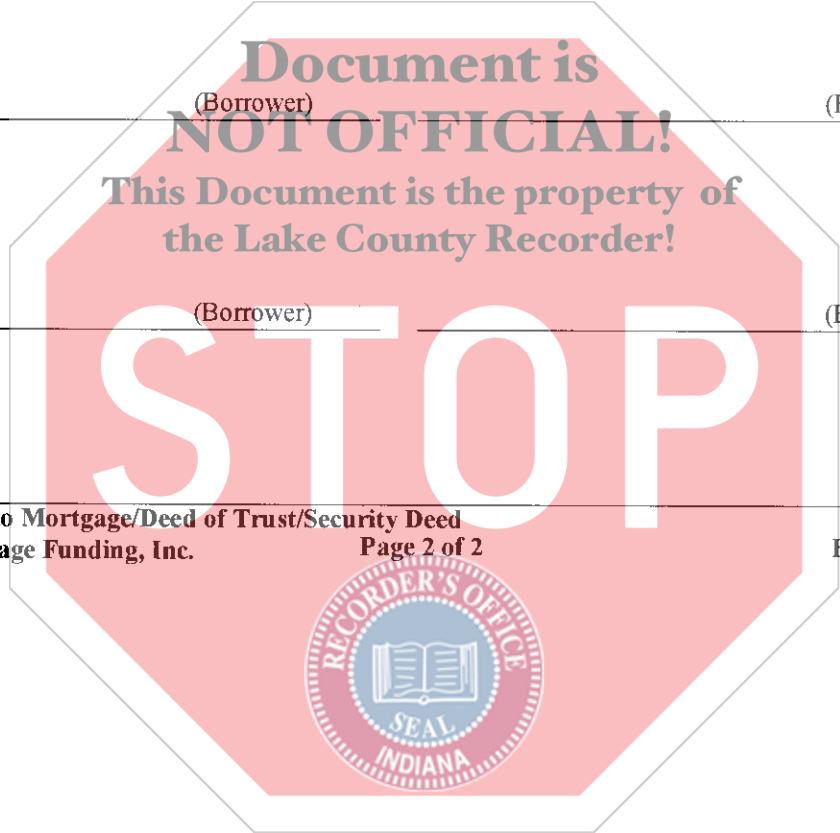 Document is
(Borrower)
NOT OFFICIAL!
This Document is the property of
the Lake County Recorder!
(Borrower)
STOP
o Mortgage/Deed of Trust/Security Deed
age Funding, Inc. Page 2 of 2
RECORDER'S OFFICE
SEAL
INDIANA